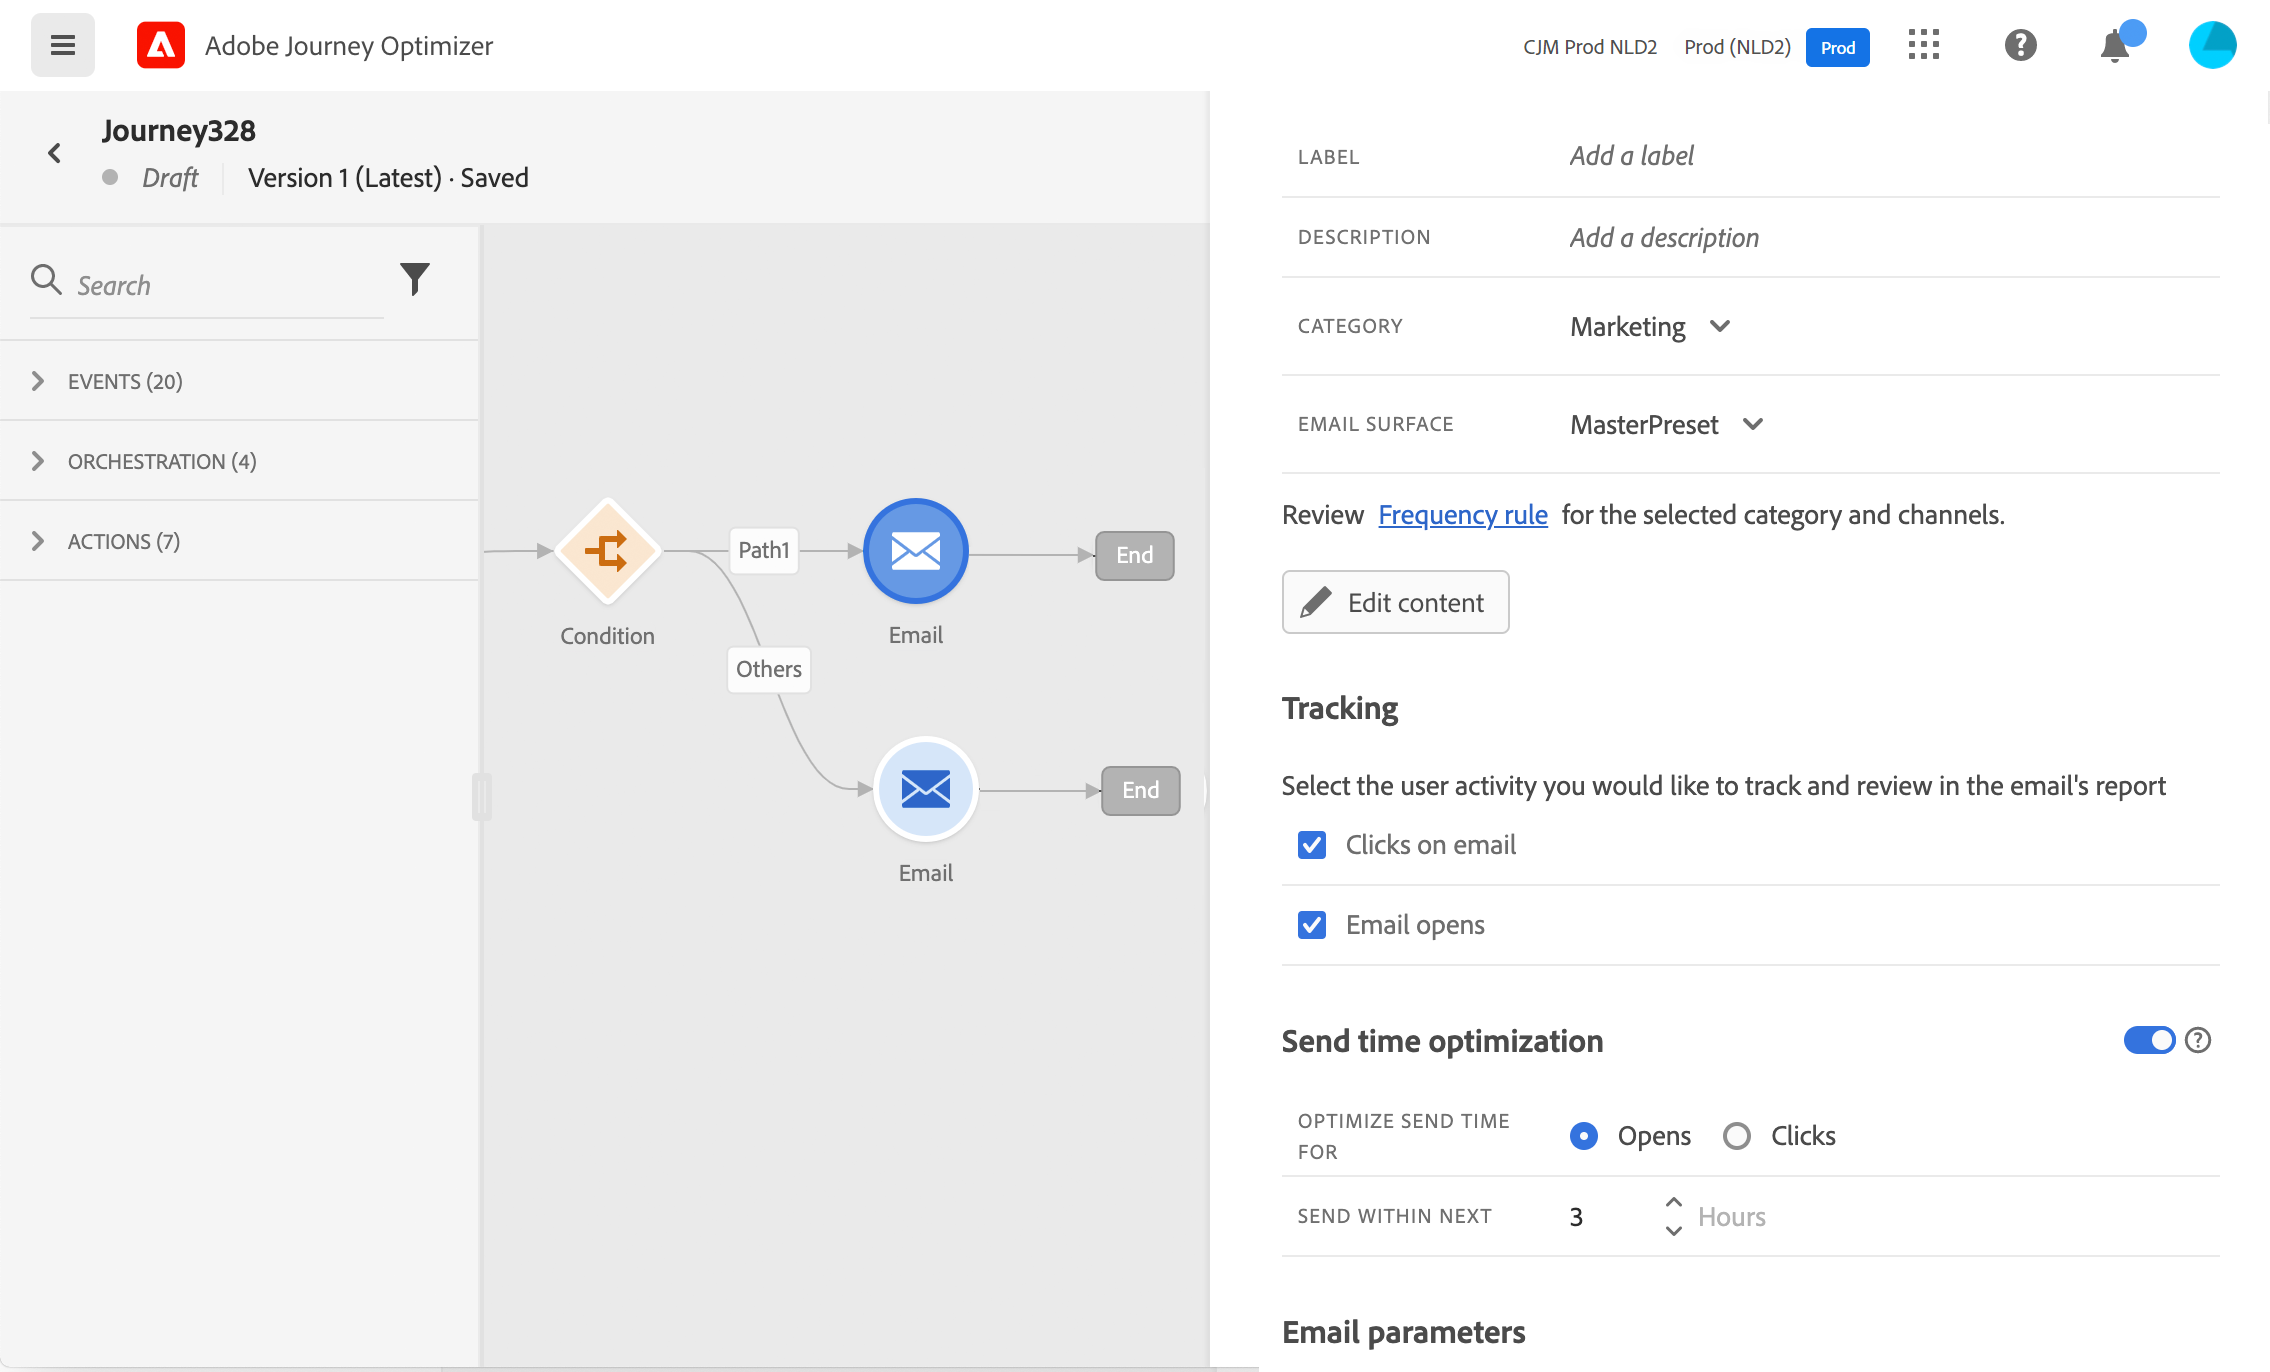 Adobe Journey Optimizer
CJM Prod NLD2 Prod (NLD2) Prod
Journey328
Draft Version 1 (Latest) · Saved
Search
EVENTS (20)
ORCHESTRATION (4)
ACTIONS (7)
Path1
End
Condition
Email
Others
End
Email
LABEL Add a label
DESCRIPTION Add a description
CATEGORY Marketing
EMAIL SURFACE MasterPreset
Review Frequency rule for the selected category and channels.
Edit content
Tracking
Select the user activity you would like to track and review in the email's report
Clicks on email
Email opens
Send time optimization
OPTIMIZE SEND TIME
FOR
Opens Clicks
SEND WITHIN NEXT 3 Hours
Email parameters